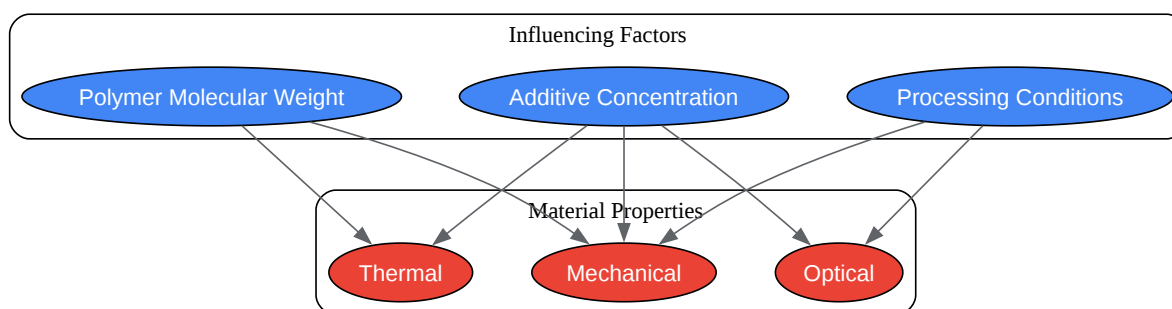 Influencing Factors
Polymer Molecular Weight
Additive Concentration
Processing Conditions
Material Properties
Thermal
Mechanical
Optical